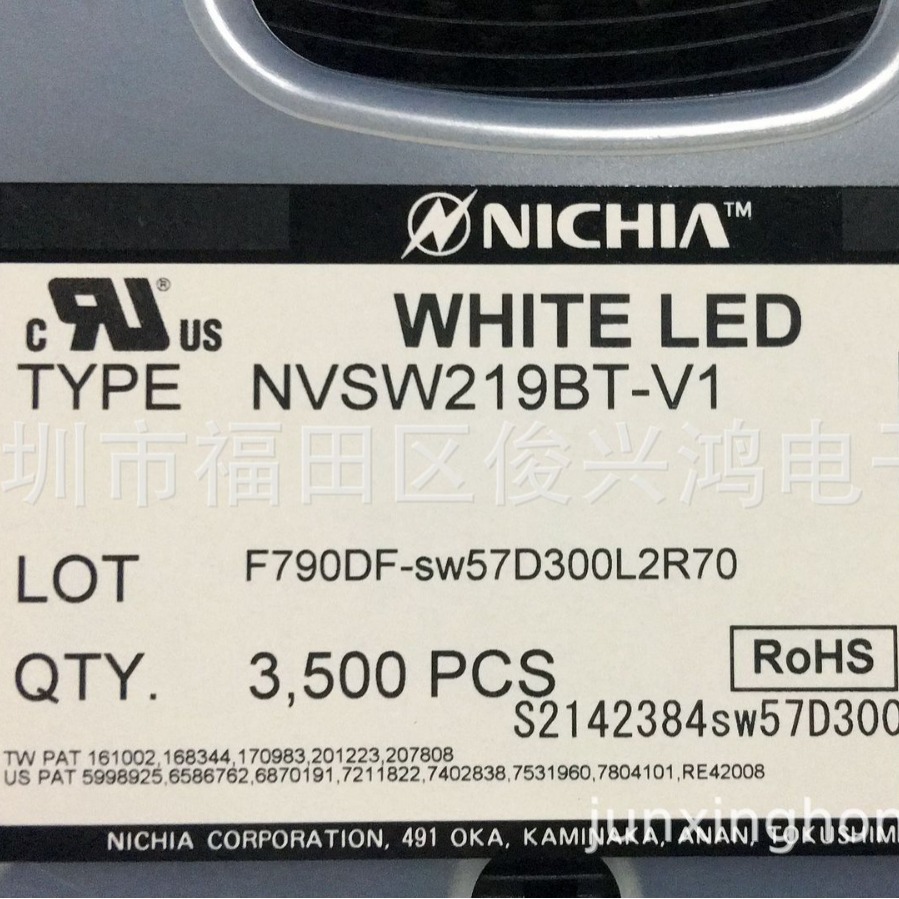 NICHIA™
C RU® US
WHITE LED
TYPE NVSW219BT-V1
圳市福田区俊兴鸿电子
LOT F790DF-sw57D300L2R70
QTY. 3,500 PCS
RoHS
S2142384sw57D300
TW PAT 161002,168344,170983,201223,207808
US PAT 5998925,6586762,6870191,7211822,7402838,7531960,7804101,RE42008
junxinghon
NICHIA CORPORATION, 491 OKA, KAMINAKA, ANAN, TOKUSHIM